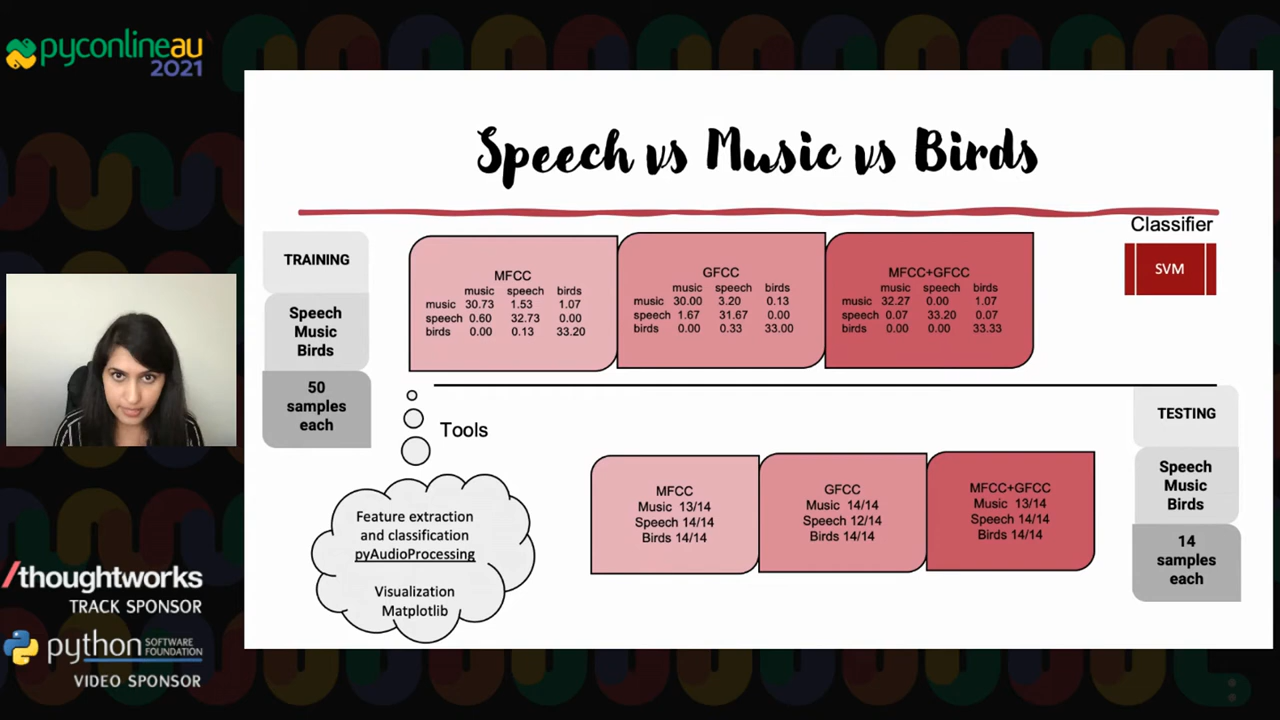 pyconlineau
2021
Speech vs Music vs Birds
Classifier
SVM
TRAINING
Speech
Music
Birds
50
samples
each
MFCC
music speech birds
music 30.73 1.53 1.07
speech 0.60 32.73 0.00
birds 0.00 0.13 33.20
GFCC
music speech birds
music 30.00 3.20 0.13
speech 1.67 31.67 0.00
birds 0.00 0.33 33.00
MFCC+GFCC
music speech birds
music 32.27 0.00 1.07
speech 0.07 33.20 0.07
birds 0.00 0.00 33.33
Tools
Feature extraction
and classification
pyAudioProcessing
Visualization
Matplotlib
MFCC
Music 13/14
Speech 14/14
Birds 14/14
GFCC
Music 14/14
Speech 12/14
Birds 14/14
MFCC+GFCC
Music 13/14
Speech 14/14
Birds 14/14
TESTING
Speech
Music
Birds
14
samples
each
/thoughtworks
TRACK SPONSOR
python SOFTWARE
FOUNDATION
VIDEO SPONSOR